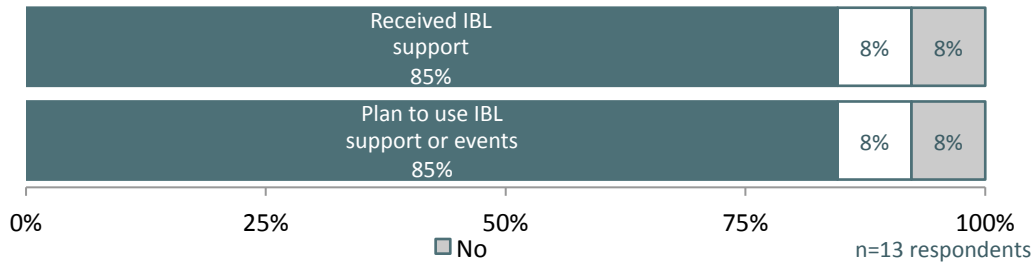 Received IBL
support
85%
8%
8%
Plan to use IBL
support or events
85%
8%
8%
0%
25%
50%
75%
100%
No
n=13 respondents